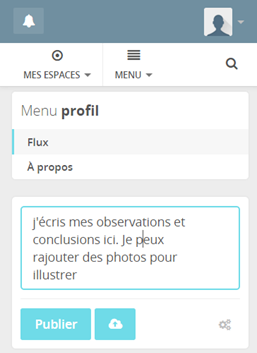 MES ESPACES MENU
Menu profil
Flux
À propos
j'écris mes observations et
conclusions ici. Je peux
rajouter des photos pour
illustrer
Publier